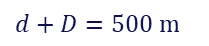 d + D = 500 m